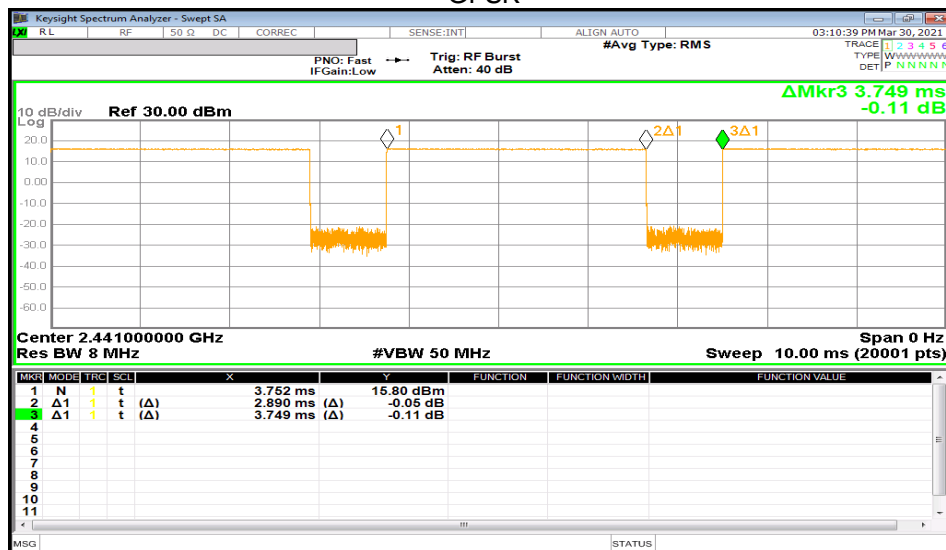 Keysight Spectrum Analyzer - Swept SA
LXI RL RF 50 Ω DC CORREC SENSE:INT ALIGN AUTO 03:10:39 PM Mar 30, 2021
#Avg Type: RMS TRACE 1 2 3 4 5 6
PNO: Fast Trig: RF Burst TYPE WWWWWW
IFGain:Low Atten: 40 dB DET P N N N N N
ΔMkr3 3.749 ms
-0.11 dB
10 dB/div Ref 30.00 dBm
Log
1 2Δ1 3Δ1
20.0
10.0
0.00
-10.0
-20.0
-30.0
-40.0
-50.0
-60.0
Center 2.441000000 GHz Span 0 Hz
Res BW 8 MHz #VBW 50 MHz Sweep 10.00 ms (20001 pts)
MKR MODE TRC SCL X Y FUNCTION FUNCTION WIDTH FUNCTION VALUE
1 N 1 t 3.752 ms 15.80 dBm
2 Δ1 1 t (Δ) 2.890 ms (Δ) -0.05 dB
3 Δ1 1 t (Δ) 3.749 ms (Δ) -0.11 dB
4
5
6
7
8
9
10
11
MSG STATUS